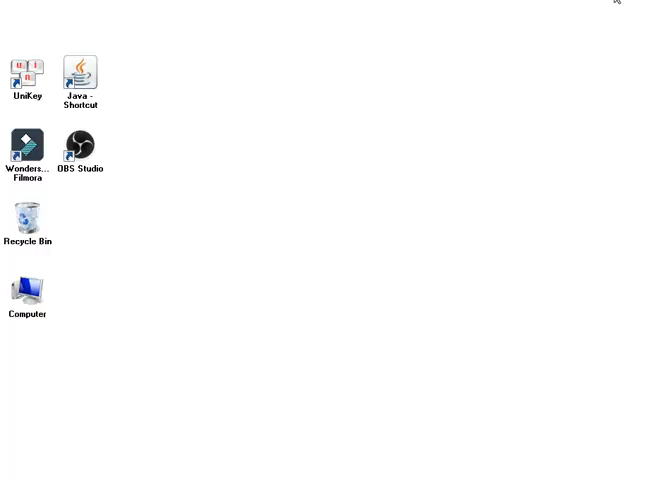 UniKey
Java -
Shortcut
Wonders...
Filmora
OBS Studio
Recycle Bin
Computer